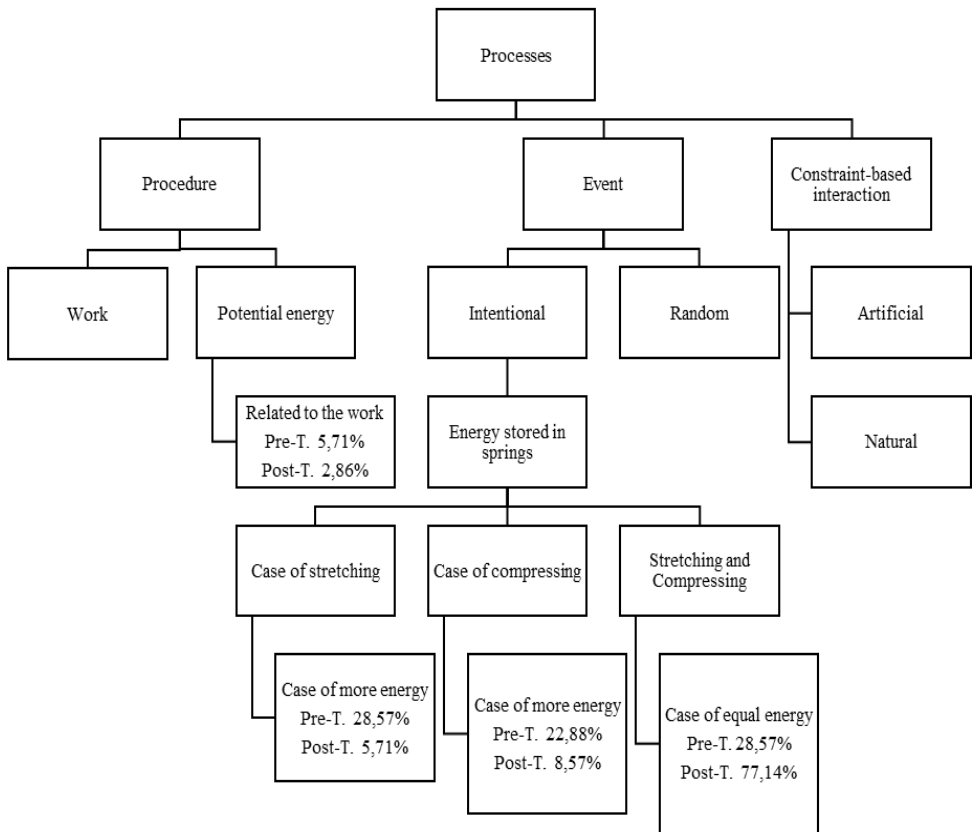 Processes
Procedure
Event
Constraint-based
interaction
Work
Potential energy
Intentional
Random
Artificial
Related to the work
Pre-T. 5,71%
Post-T. 2,86%
Energy stored in
springs
Natural
Case of stretching
Case of compressing
Stretching and
Compressing
Case of more energy
Pre-T. 28,57%
Post-T. 5,71%
Case of more energy
Pre-T. 22,88%
Post-T. 8,57%
Case of equal energy
Pre-T. 28,57%
Post-T. 77,14%